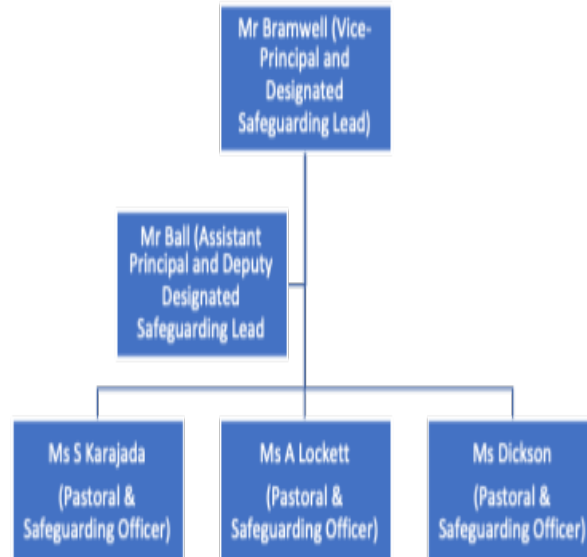 Mr Bramwell (Vice-
Principal and
Designated
Safeguarding Lead)
Mr Ball (Assistant
Principal and Deputy
Designated
Safeguarding Lead
Ms S Karajada
(Pastoral &
Safeguarding Officer)
Ms A Lockett
(Pastoral &
Safeguarding Officer)
Ms Dickson
(Pastoral &
Safeguarding Officer)